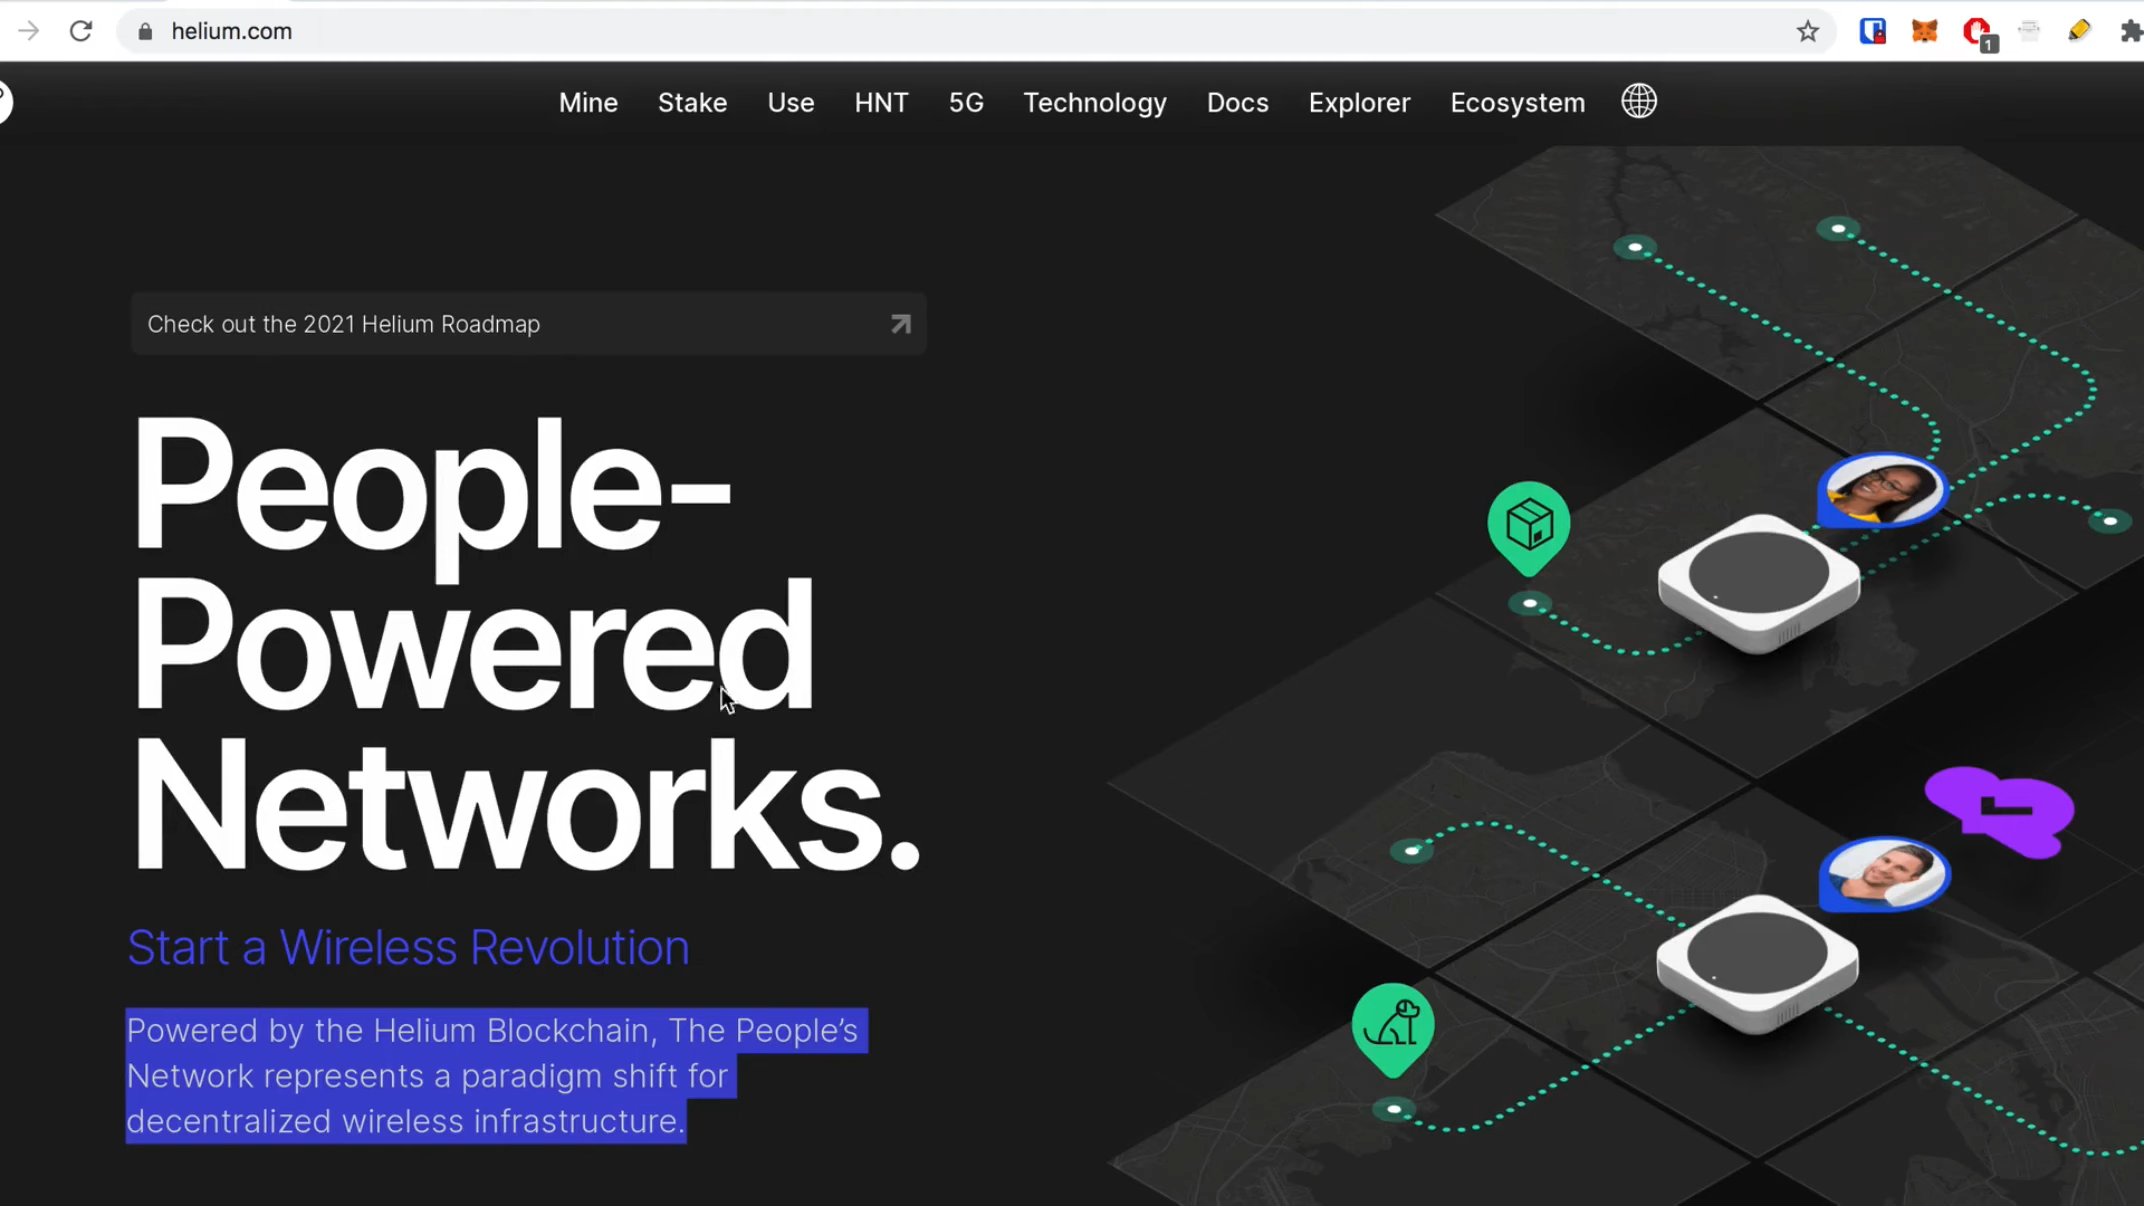 helium.com
1
Mine Stake Use HNT 5G Technology Docs Explorer Ecosystem
Check out the 2021 Helium Roadmap
People-
Powered
Networks.
Start a Wireless Revolution
Powered by the Helium Blockchain, The People’s
Network represents a paradigm shift for
decentralized wireless infrastructure.